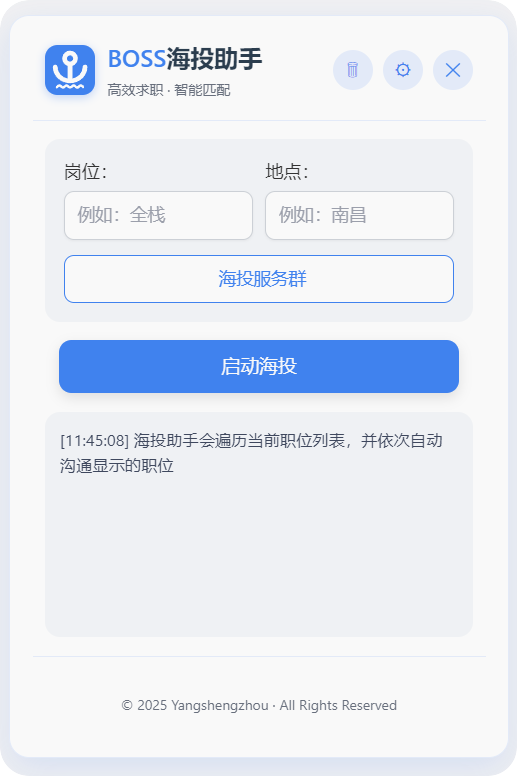 BOSS海投助手
高效求职 · 智能匹配
岗位：
地点：
例如：全栈
例如：南昌
海投服务群
启动海投
[11:45:08] 海投助手会遍历当前职位列表，并依次自动
沟通显示的职位
© 2025 Yangshengzhou · All Rights Reserved